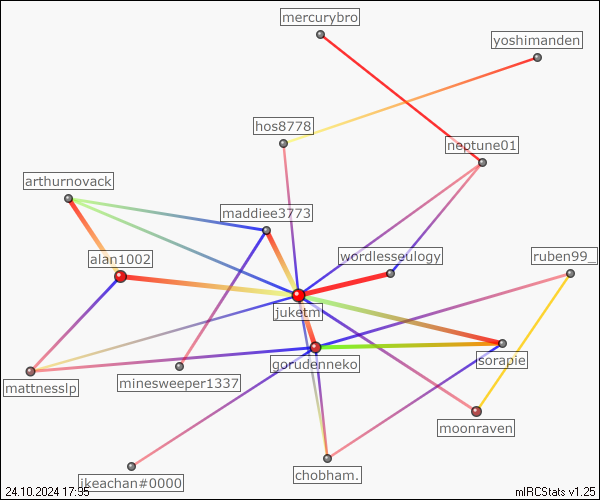 mercurybro
yoshimanden
hos8778
neptune01
arthurnovack
maddiee3773
alan1002
wordlesseulogy
ruben99_
juketm
gorudenneko
sorapie
mattnesslp
minesweeper1337
moonraven
chobham.
ikeachan#0000
24.10.2024 17:35
mIRCStats v1.25